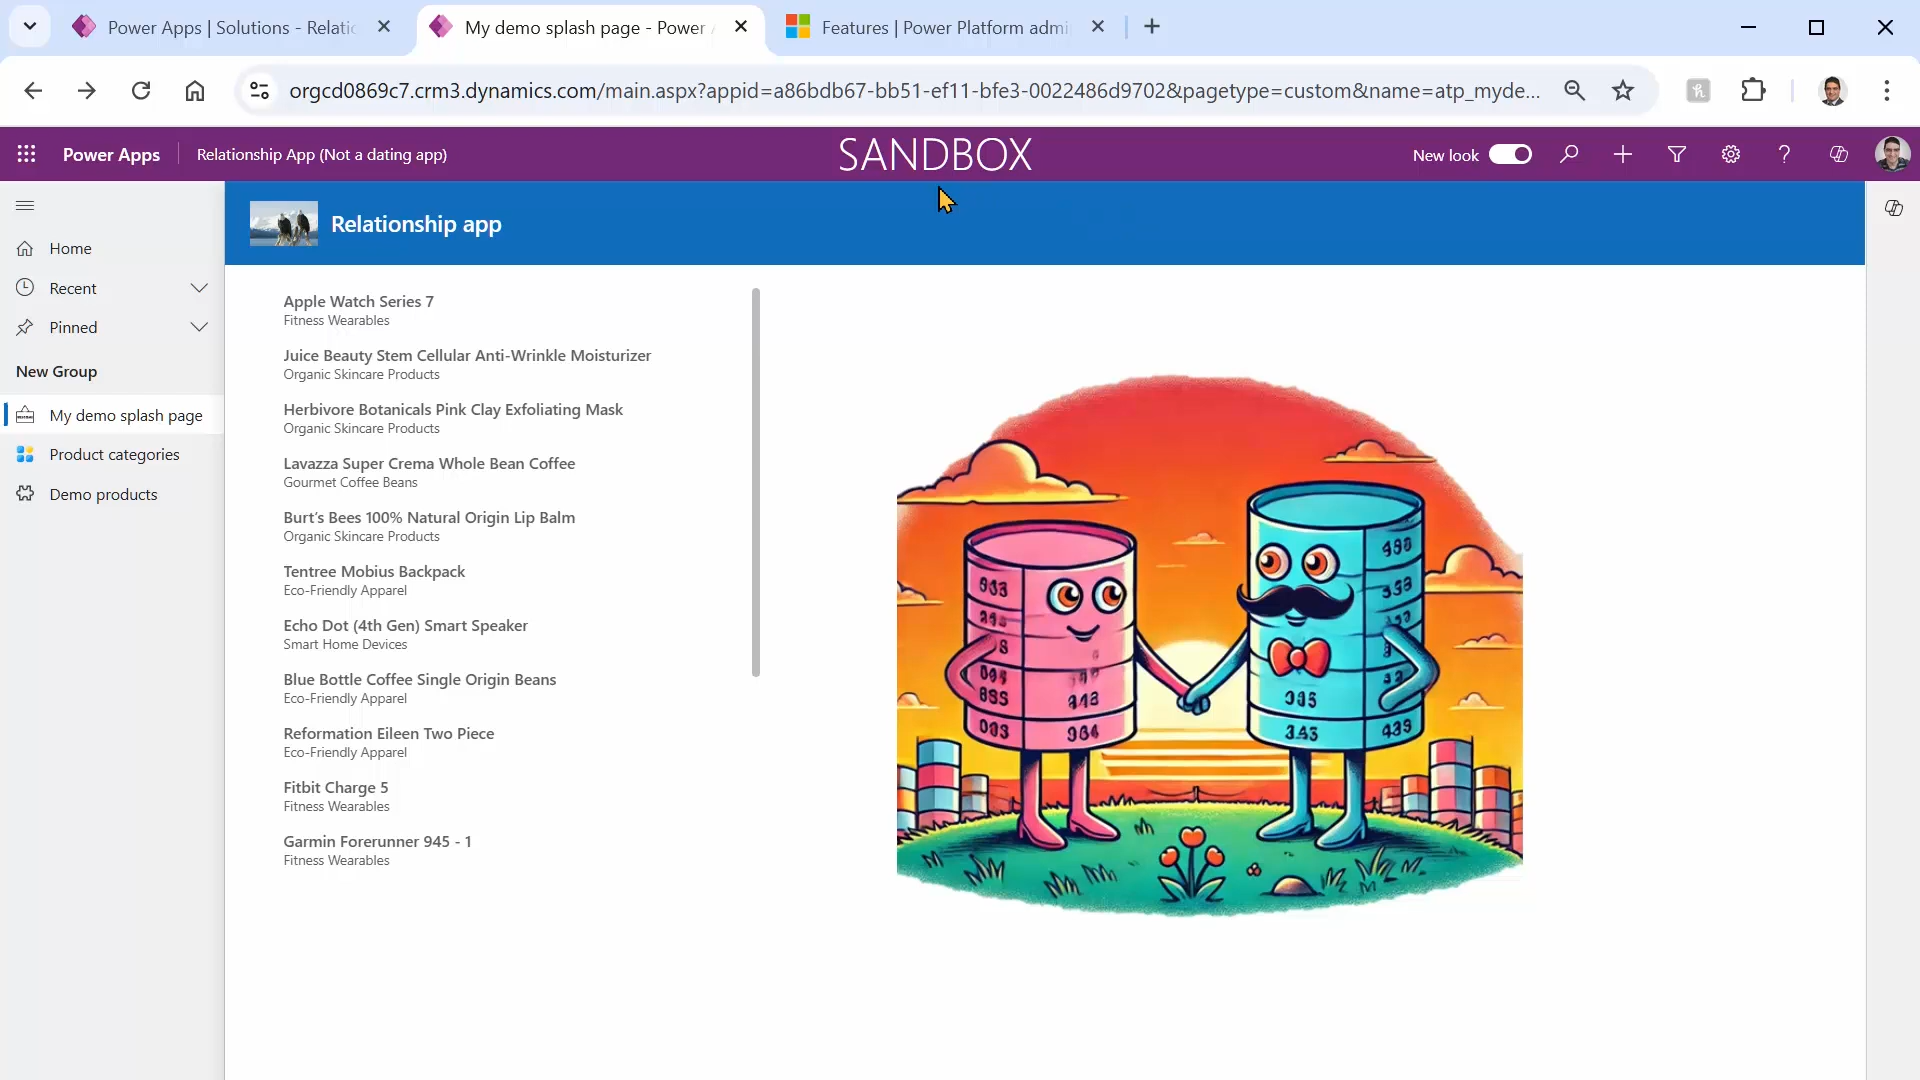 Power Apps | Solutions - Relatic
My demo splash page - Power A
Features | Power Platform admi
orgcd0869c7.crm3.dynamics.com/main.aspx?appid=a86bdb67-bb51-ef11-bfe3-0022486d9702&pagetype=custom&name=atp_myde...
Power Apps
Relationship App (Not a dating app)
SANDBOX
New look
Relationship app
Home
Recent
Pinned
New Group
My demo splash page
Product categories
Demo products
Apple Watch Series 7
Fitness Wearables
Juice Beauty Stem Cellular Anti-Wrinkle Moisturizer
Organic Skincare Products
Herbivore Botanicals Pink Clay Exfoliating Mask
Organic Skincare Products
Lavazza Super Crema Whole Bean Coffee
Gourmet Coffee Beans
Burt’s Bees 100% Natural Origin Lip Balm
Organic Skincare Products
Tentree Mobius Backpack
Eco-Friendly Apparel
Echo Dot (4th Gen) Smart Speaker
Smart Home Devices
Blue Bottle Coffee Single Origin Beans
Eco-Friendly Apparel
Reformation Eileen Two Piece
Eco-Friendly Apparel
Fitbit Charge 5
Fitness Wearables
Garmin Forerunner 945 - 1
Fitness Wearables